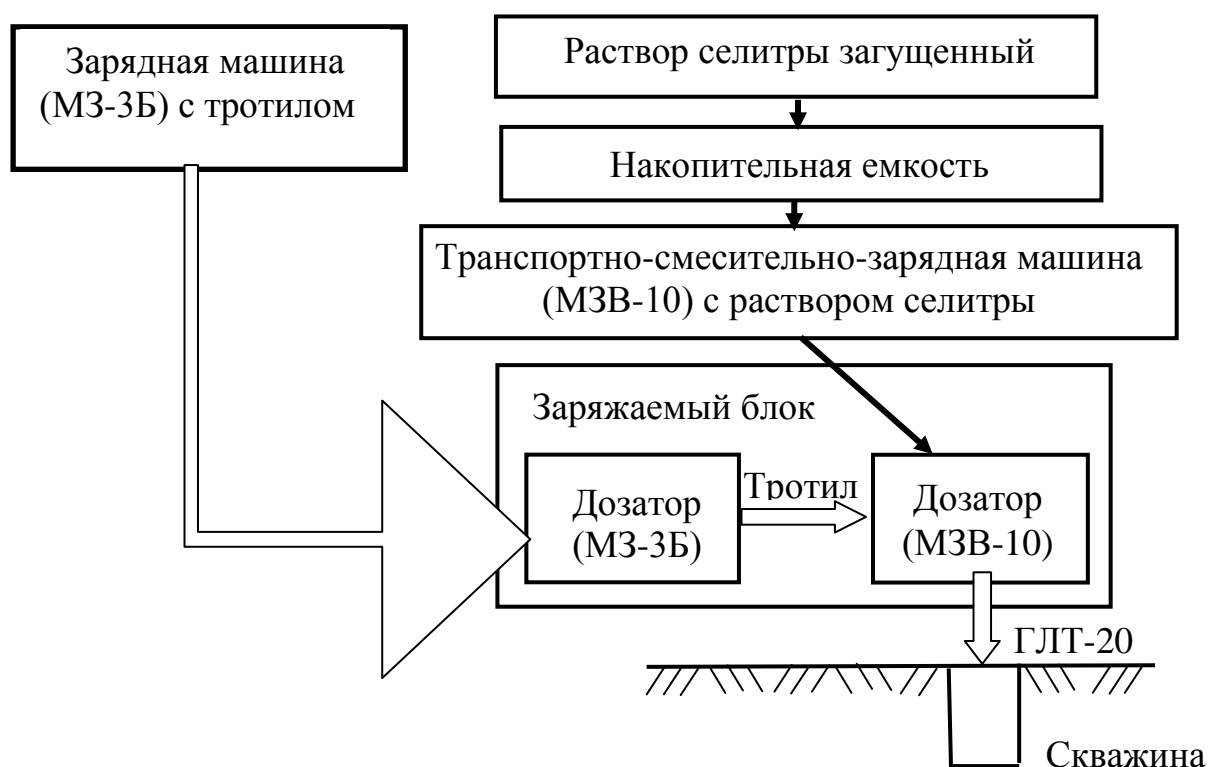 Зарядная машина
(МЗ-3Б) с тротилом
Раствор селитры загущенный
Накопительная емкость
Транспортно-смесительно-зарядная машина
(МЗВ-10) с раствором селитры
Заряжаемый блок
Дозатор
(МЗ-3Б)
Тротил
Дозатор
(МЗВ-10)
ГЛТ-20
Скважина